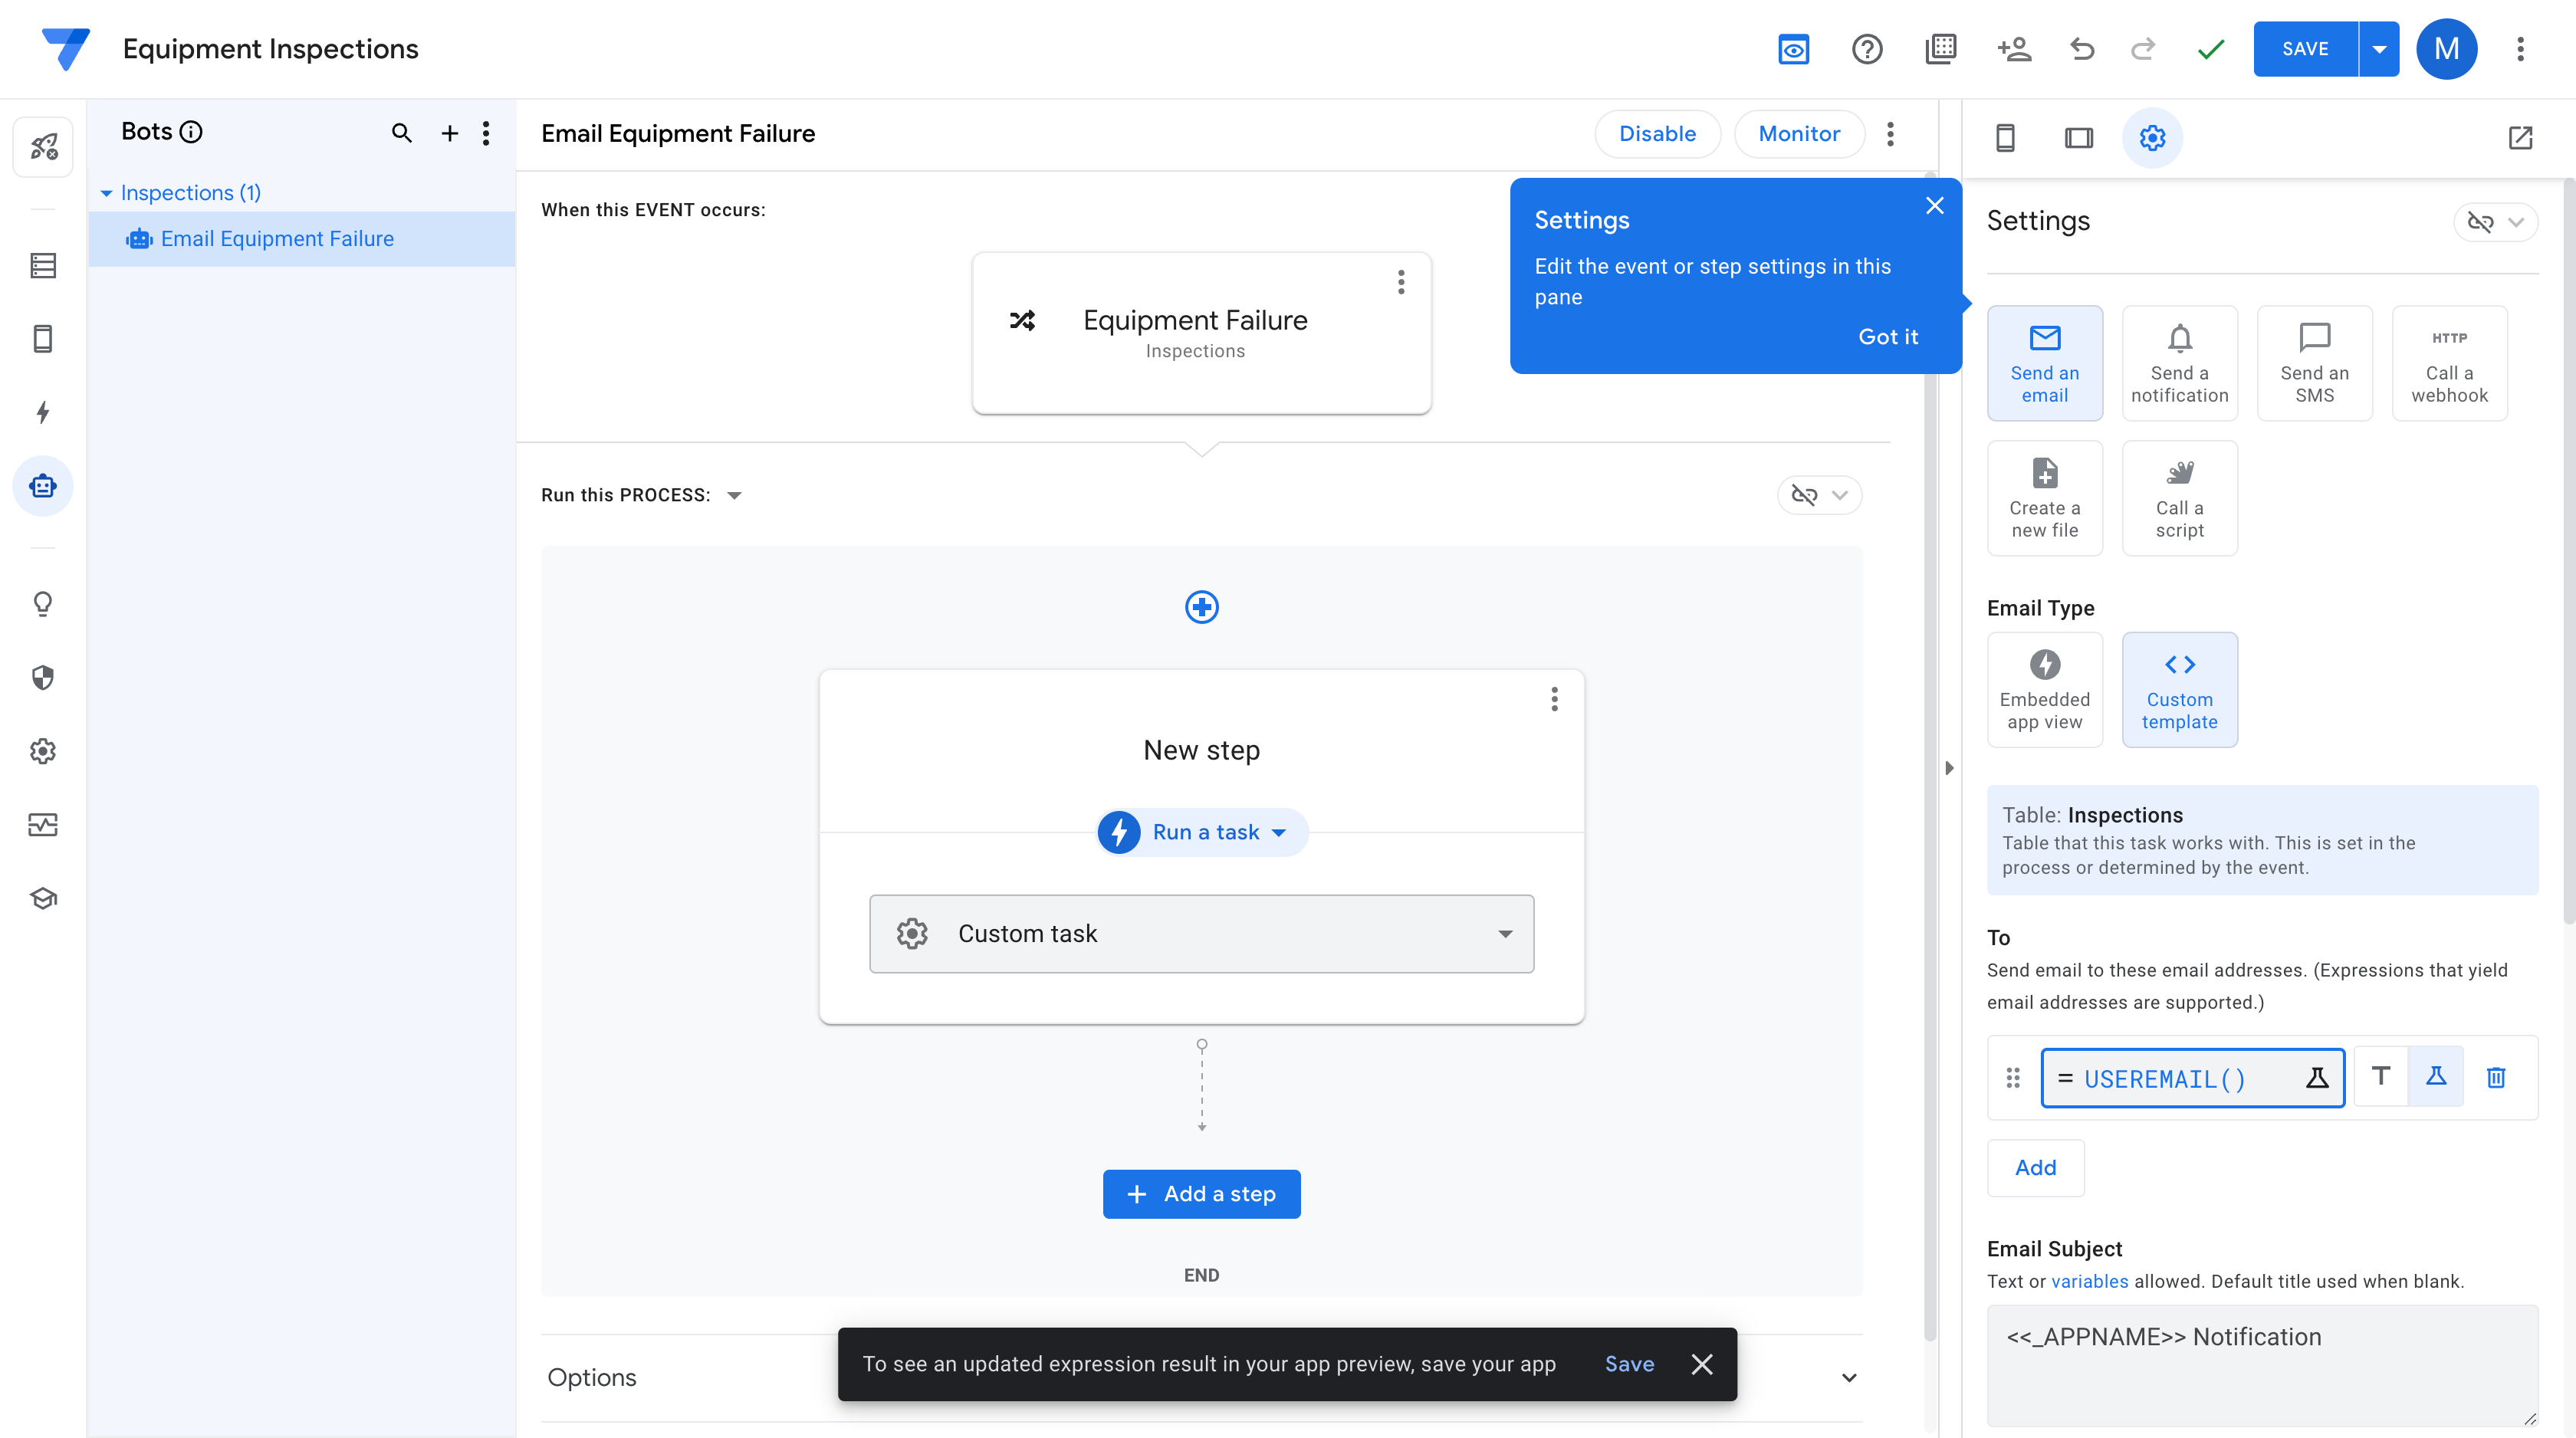 Equipment Inspections
SAVE
M
Bots
Inspections (1)
Email Equipment Failure
Email Equipment Failure
Disable
Monitor
When this EVENT occurs:
Equipment Failure
Inspections
Settings
Edit the event or step settings in this
pane
Got it
Run this PROCESS:
New step
Run a task
Custom task
Add a step
END
Options
To see an updated expression result in your app preview, save your app
Save
Settings
Send an
email
Send a
notification
Send an
SMS
HTTP
Call a
webhook
Create a
new file
Call a
script
Email Type
Embedded
app view
Custom
template
Table: Inspections
Table that this task works with. This is set in the
process or determined by the event.
To
Send email to these email addresses. (Expressions that yield
email addresses are supported.)
= USEREMAIL()
T
Add
Email Subject
Text or variables allowed. Default title used when blank.
<<_APPNAME>> Notification